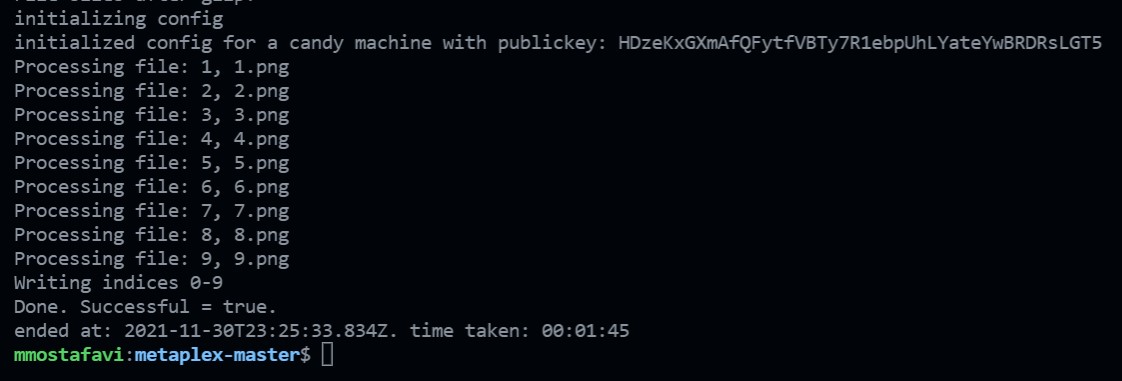 initializing config
initialized config for a candy machine with publickey: HDzeKxGXmAfQFytfVBTy7R1ebpUhLYateYwBRDRsLGT5
Processing file: 1, 1.png
Processing file: 2, 2.png
Processing file: 3, 3.png
Processing file: 4, 4.png
Processing file: 5, 5.png
Processing file: 6, 6.png
Processing file: 7, 7.png
Processing file: 8, 8.png
Processing file: 9, 9.png
Writing indices 0-9
Done. Successful = true.
ended at: 2021-11-30T23:25:33.834Z. time taken: 00:01:45
mmostafavi:metaplex-master$